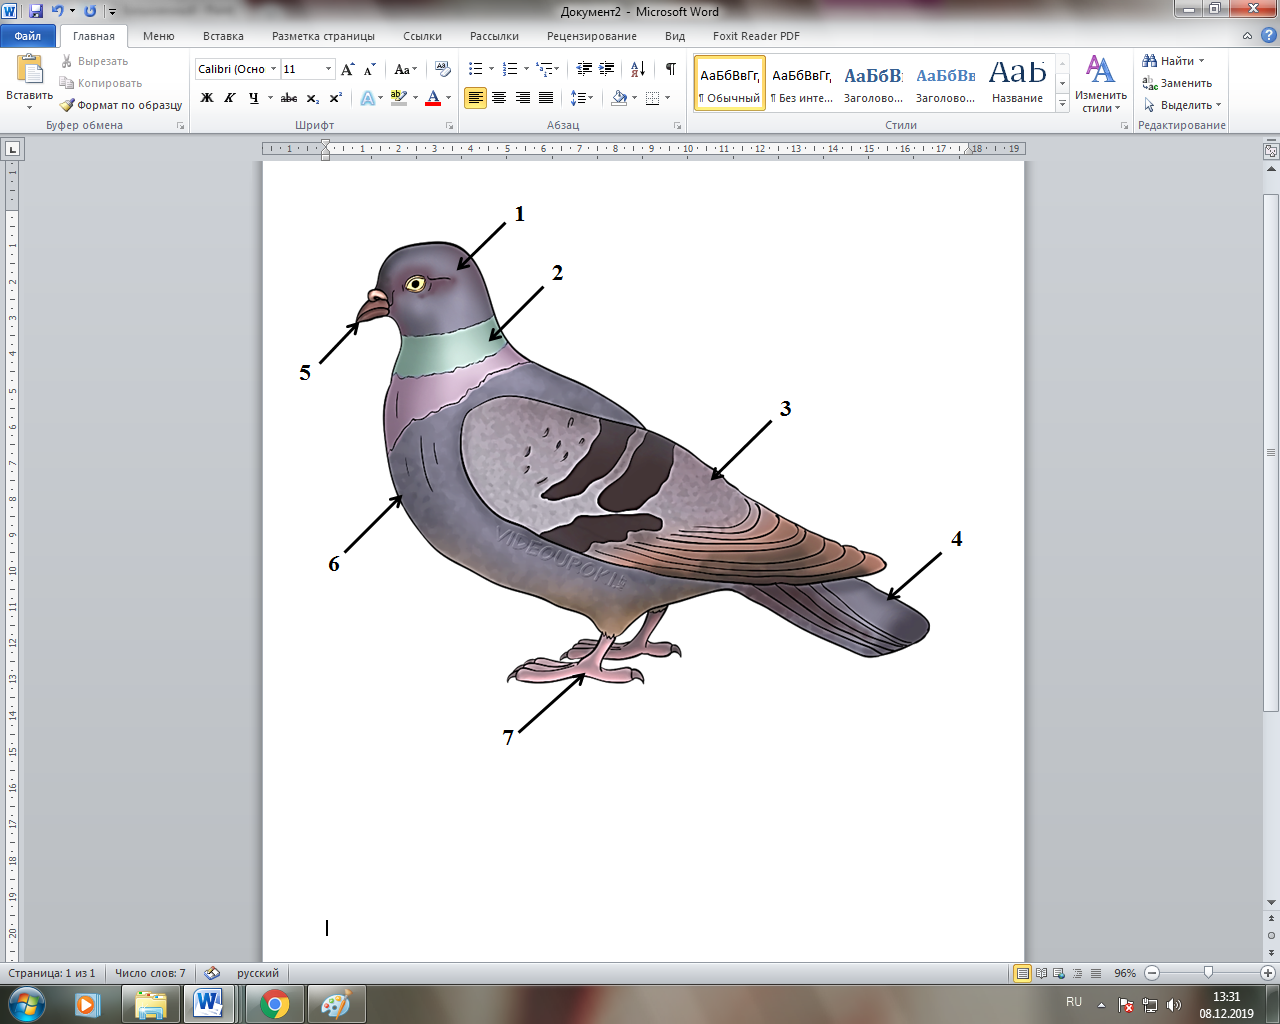 Документ2 - Microsoft Word
Файл Главная Меню Вставка Разметка страницы Ссылки Рассылки Рецензирование Вид Foxit Reader PDF
Вставить
Вырезать
Копировать
Формат по образцу
Буфер обмена
Calibri (Осно 11
Ж К Ч abc x₂ x²
Шрифт
Абзац
АаБбВвГг, АаБбВвГг, АаБбВ АаБбВв АаБ
¶ Обычный ¶ Без инте... Заголово... Заголово... Название
Стили
Изменить стили
Найти
Заменить
Выделить
Редактирование
1
2
3
4
5
6
7
VIDEOUROKI
Страница: 1 из 1 Число слов: 7 русский 96%
RU 13:31
08.12.2019